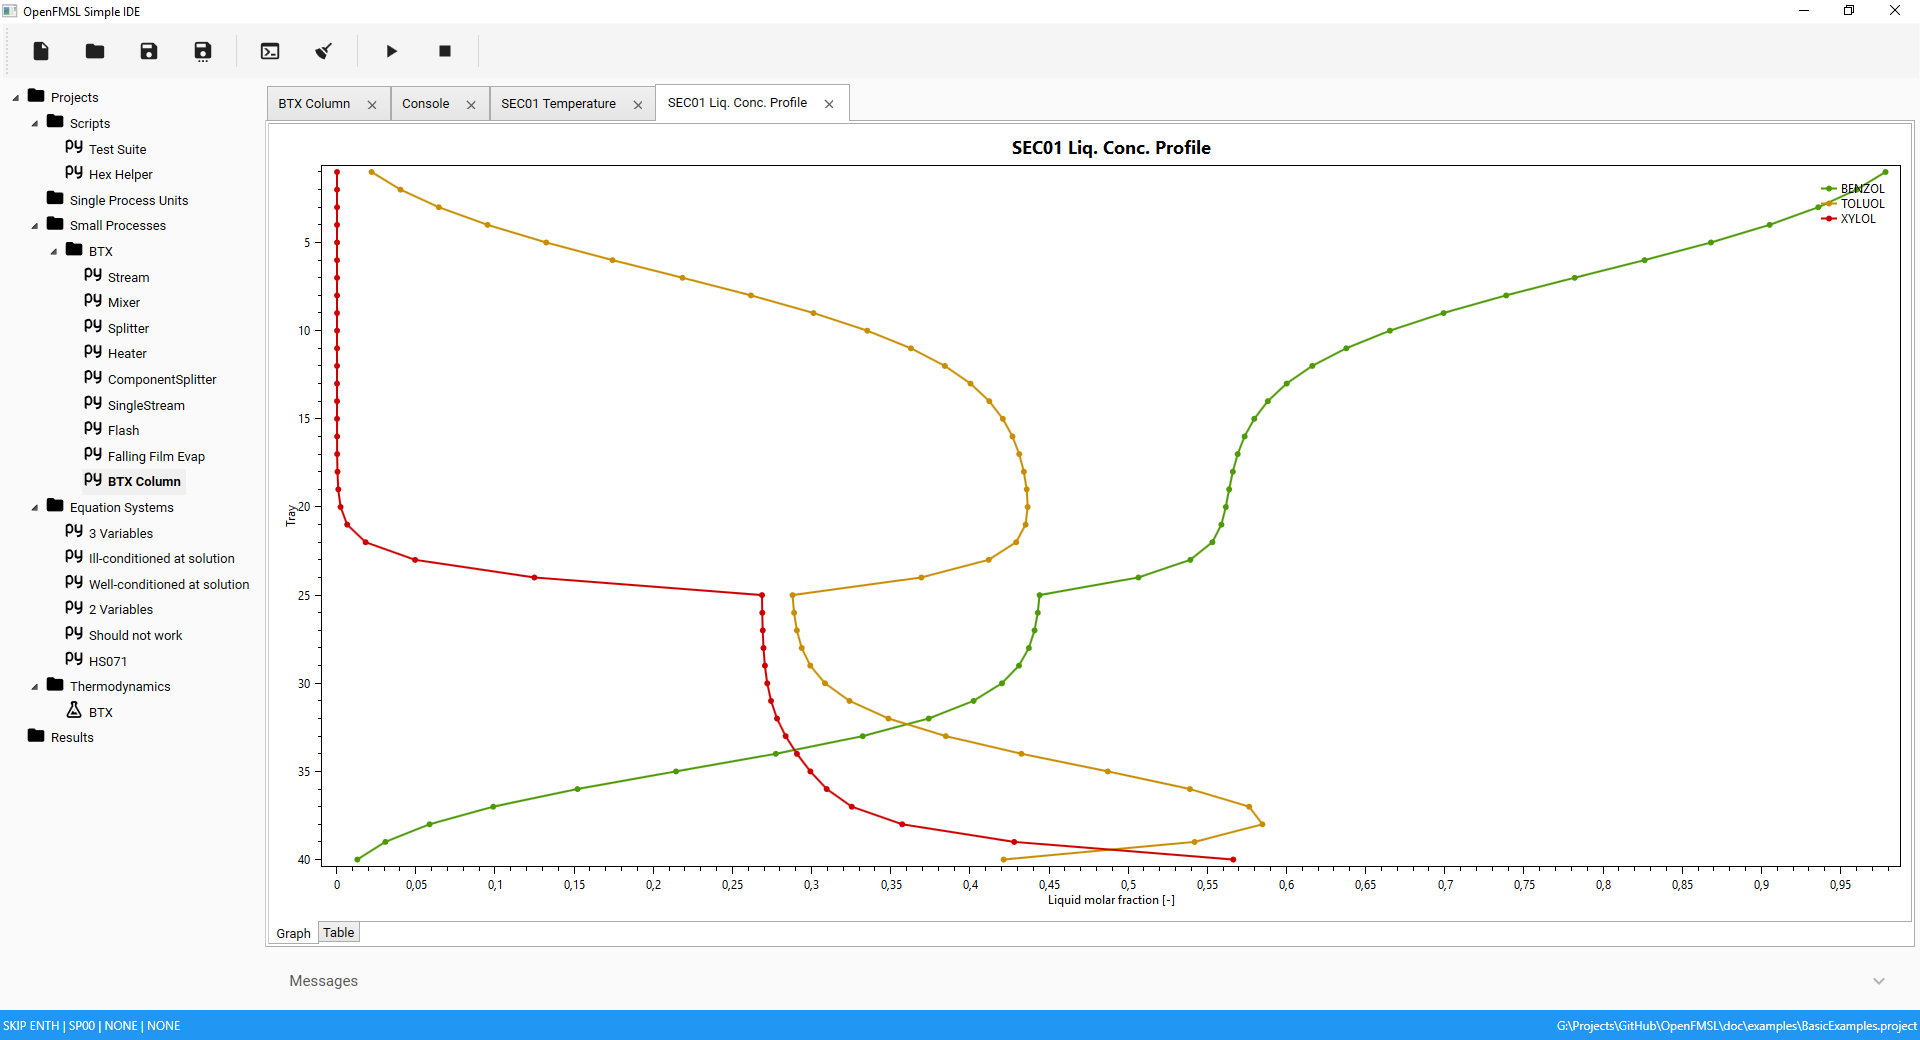 OpenFMSL Simple IDE
Projects
Scripts
Test Suite
Hex Helper
Single Process Units
Small Processes
BTX
Stream
Mixer
Splitter
Heater
ComponentSplitter
SingleStream
Flash
Falling Film Evap
BTX Column
Equation Systems
3 Variables
Ill-conditioned at solution
Well-conditioned at solution
2 Variables
Should not work
HS071
Thermodynamics
BTX
Results
BTX Column
Console
SEC01 Temperature
SEC01 Liq. Conc. Profile
SEC01 Liq. Conc. Profile
BENZOL
TOLUOL
XYLOL
5
10
15
20
25
30
35
40
Tray
0 0,05 0,1 0,15 0,2 0,25 0,3 0,35 0,4 0,45 0,5 0,55 0,6 0,65 0,7 0,75 0,8 0,85 0,9 0,95
Liquid molar fraction [-]
Graph Table
Messages
SKIP ENTH | SP00 | NONE | NONE
G:\Projects\GitHub\OpenFMSL\doc\examples\BasicExamples.project